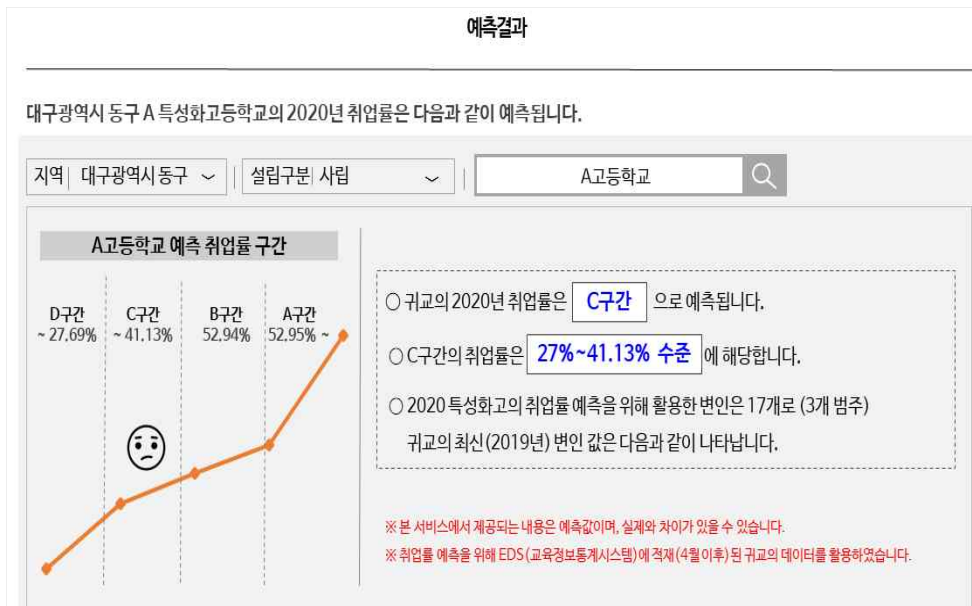 예측결과
대구광역시 동구 A 특성화고등학교의 2020년 취업률은 다음과 같이 예측됩니다.
지역| 대구광역시 동구 | 설립구분| 사립 | A고등학교
A고등학교 예측 취업률 구간
D구간 C구간 B구간 A구간
~ 27.69% ~ 41.13% 52.94% 52.95% ~
○ 귀교의 2020년 취업률은 C구간 으로 예측됩니다.
○ C구간의 취업률은 27%~41.13% 수준 에 해당합니다.
○ 2020 특성화고의 취업률 예측을 위해 활용한 변인은 17개로 (3개 범주)
귀교의 최신(2019년) 변인 값은 다음과 같이 나타납니다.
※ 본 서비스에서 제공되는 내용은 예측값이며, 실제와 차이가 있을 수 있습니다.
※ 취업률 예측을 위해 EDS(교육정보통계시스템)에 적재(4월 이후)된 귀교의 데이터를 활용하였습니다.